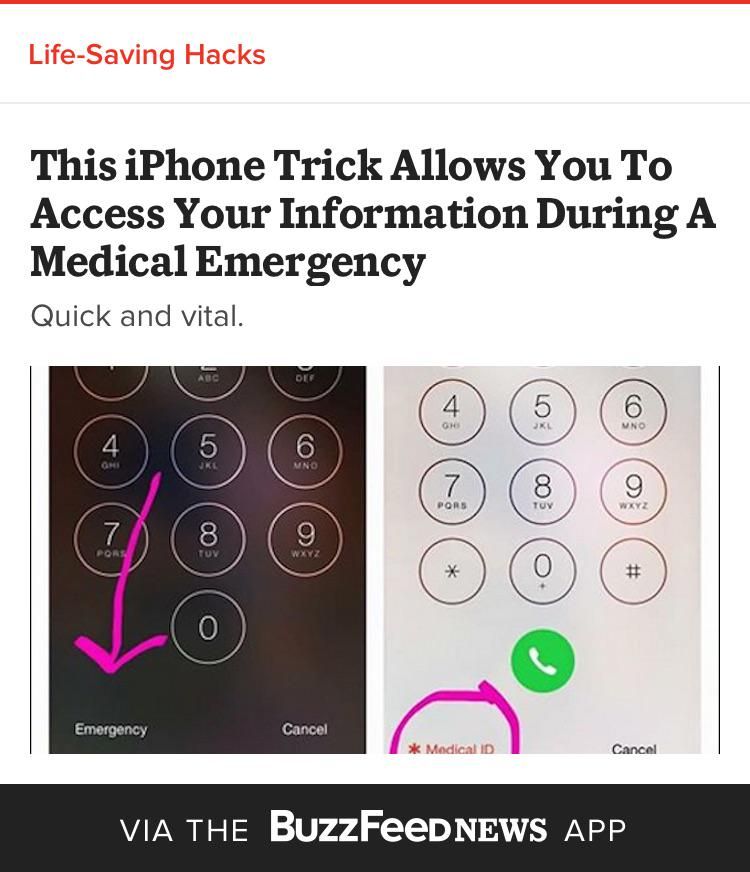 Life-Saving Hacks
This iPhone Trick Allows You To
Access Your Information During A
Medical Emergency
Quick and vital.
ABC DEF
4 5 6
GHI JKL MNO
7 8 9
PQRS TUV WXYZ
0
Emergency Cancel
4 5 6
GHI JKL MNO
7 8 9
PQRS TUV WXYZ
* 0 #
+
* Medical ID Cancel
VIA THE BUZZFEED NEWS APP